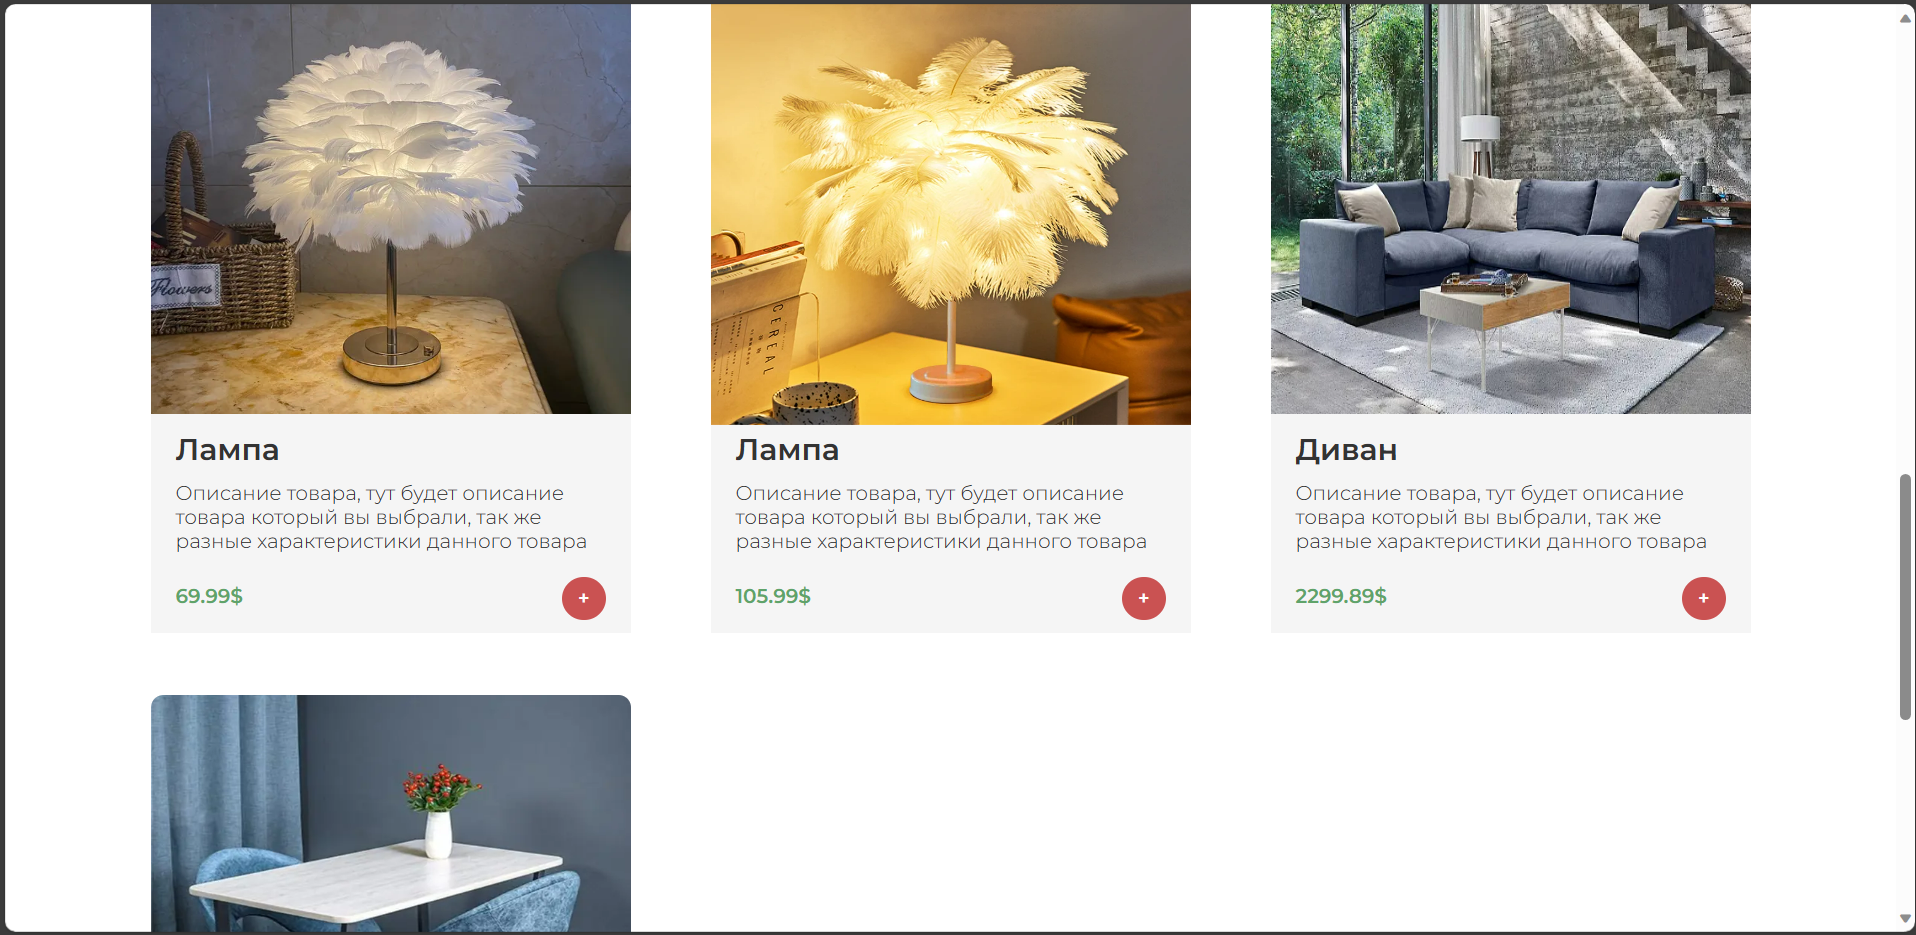 Flowers
CEREAL
Лампа
Описание товара, тут будет описание
товара который вы выбрали, так же
разные характеристики данного товара
69.99$
+
Лампа
Описание товара, тут будет описание
товара который вы выбрали, так же
разные характеристики данного товара
105.99$
+
Диван
Описание товара, тут будет описание
товара который вы выбрали, так же
разные характеристики данного товара
2299.89$
+